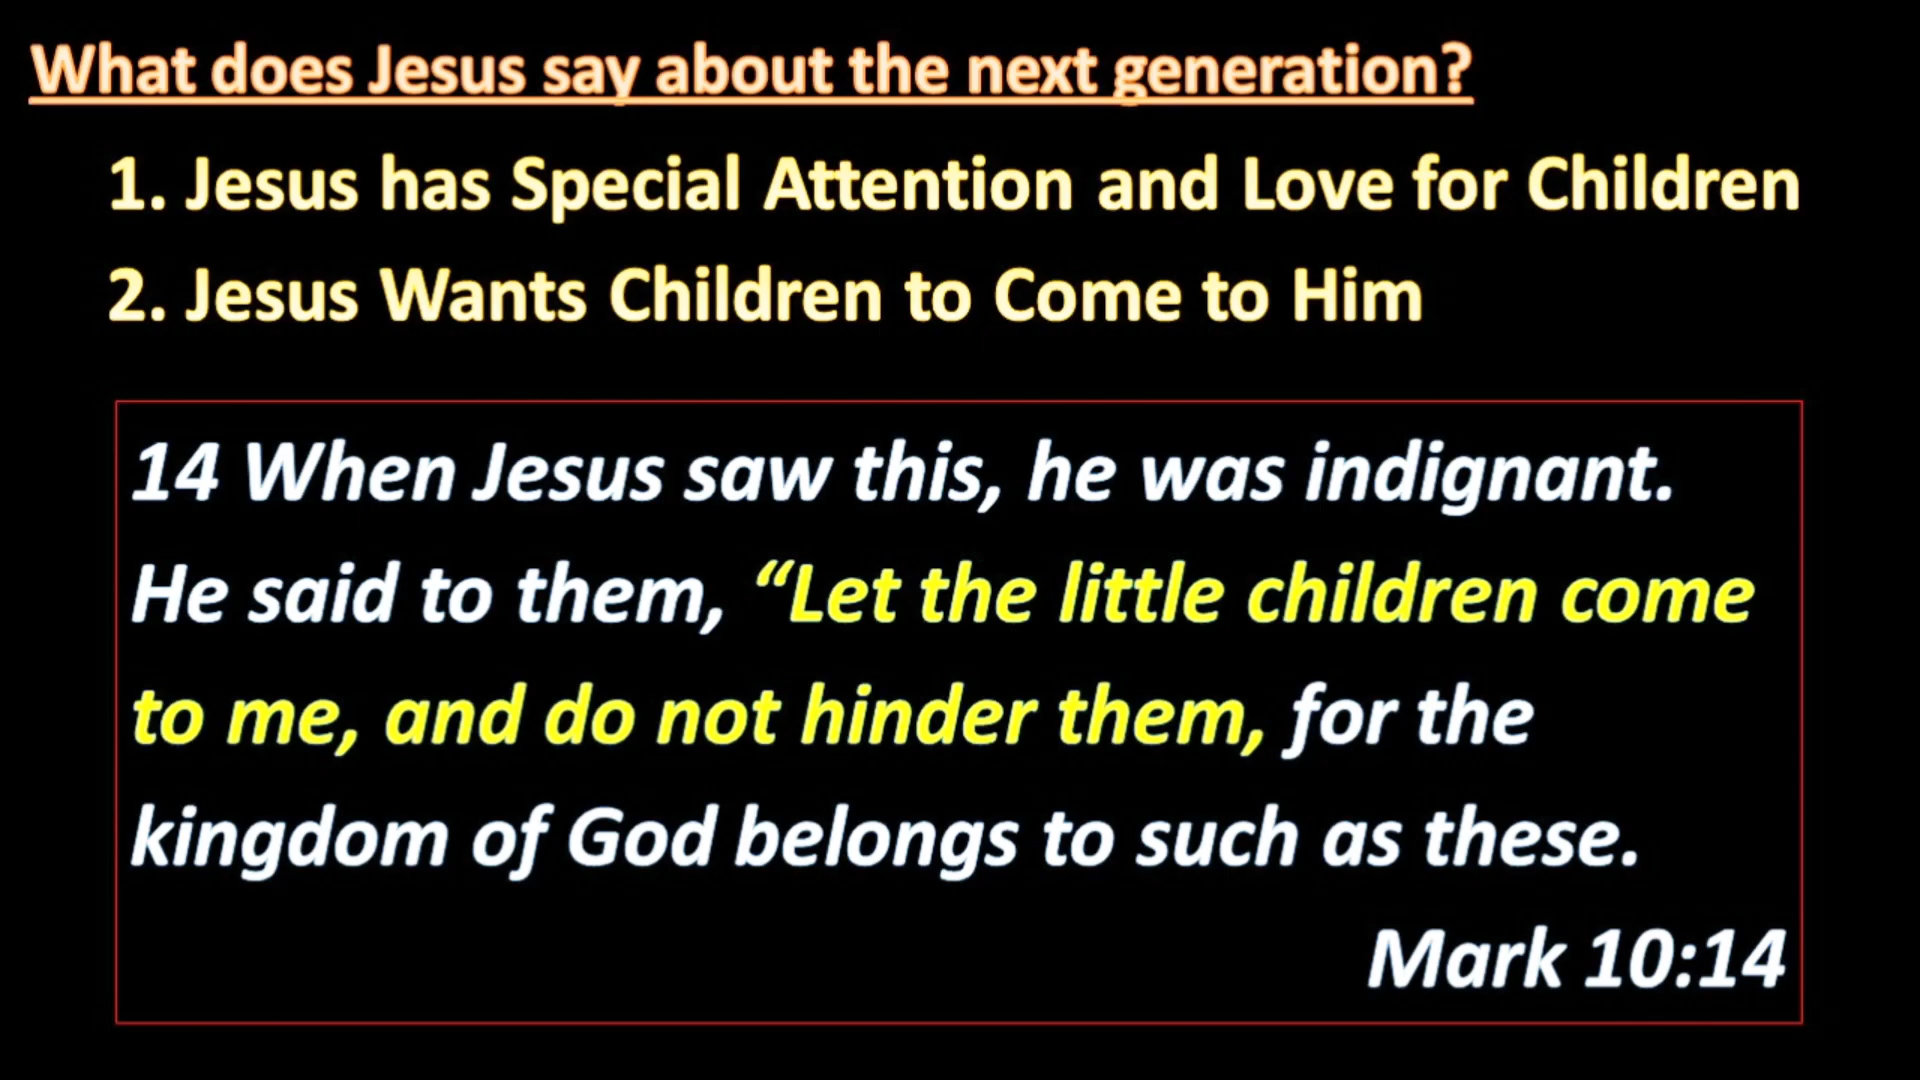 What does Jesus say about the next generation?
1. Jesus has Special Attention and Love for Children
2. Jesus Wants Children to Come to Him
14 When Jesus saw this, he was indignant.
He said to them, “Let the little children come
to me, and do not hinder them, for the
kingdom of God belongs to such as these.
Mark 10:14